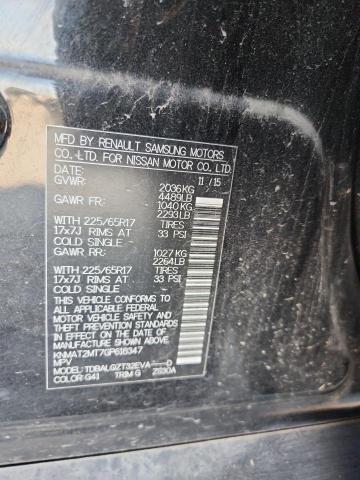 MFD BY RENAULT SAMSUNG MOTORS
CO.,LTD. FOR NISSAN MOTOR CO., LTD.
DATE: 11/15
GVWR: 2036KG
4489LB
GAWR FR: 1040KG
2293LB
WITH 225/65R17 TIRES
17x7J RIMS AT 33 PSI
COLD SINGLE
GAWR RR: 1027KG
2264LB
WITH 225/65R17 TIRES
17x7J RIMS AT 33 PSI
COLD SINGLE
THIS VEHICLE CONFORMS TO
ALL APPLICABLE FEDERAL MOTOR
VEHICLE SAFETY, BUMPER, AND
THEFT PREVENTION STANDARDS
IN EFFECT ON THE DATE OF
MANUFACTURE SHOWN ABOVE
KNMAT2MT7GP616347
MPV
MODEL: TDBALGZT32EVA----D
COLOR G41 TRIM G ZS30A